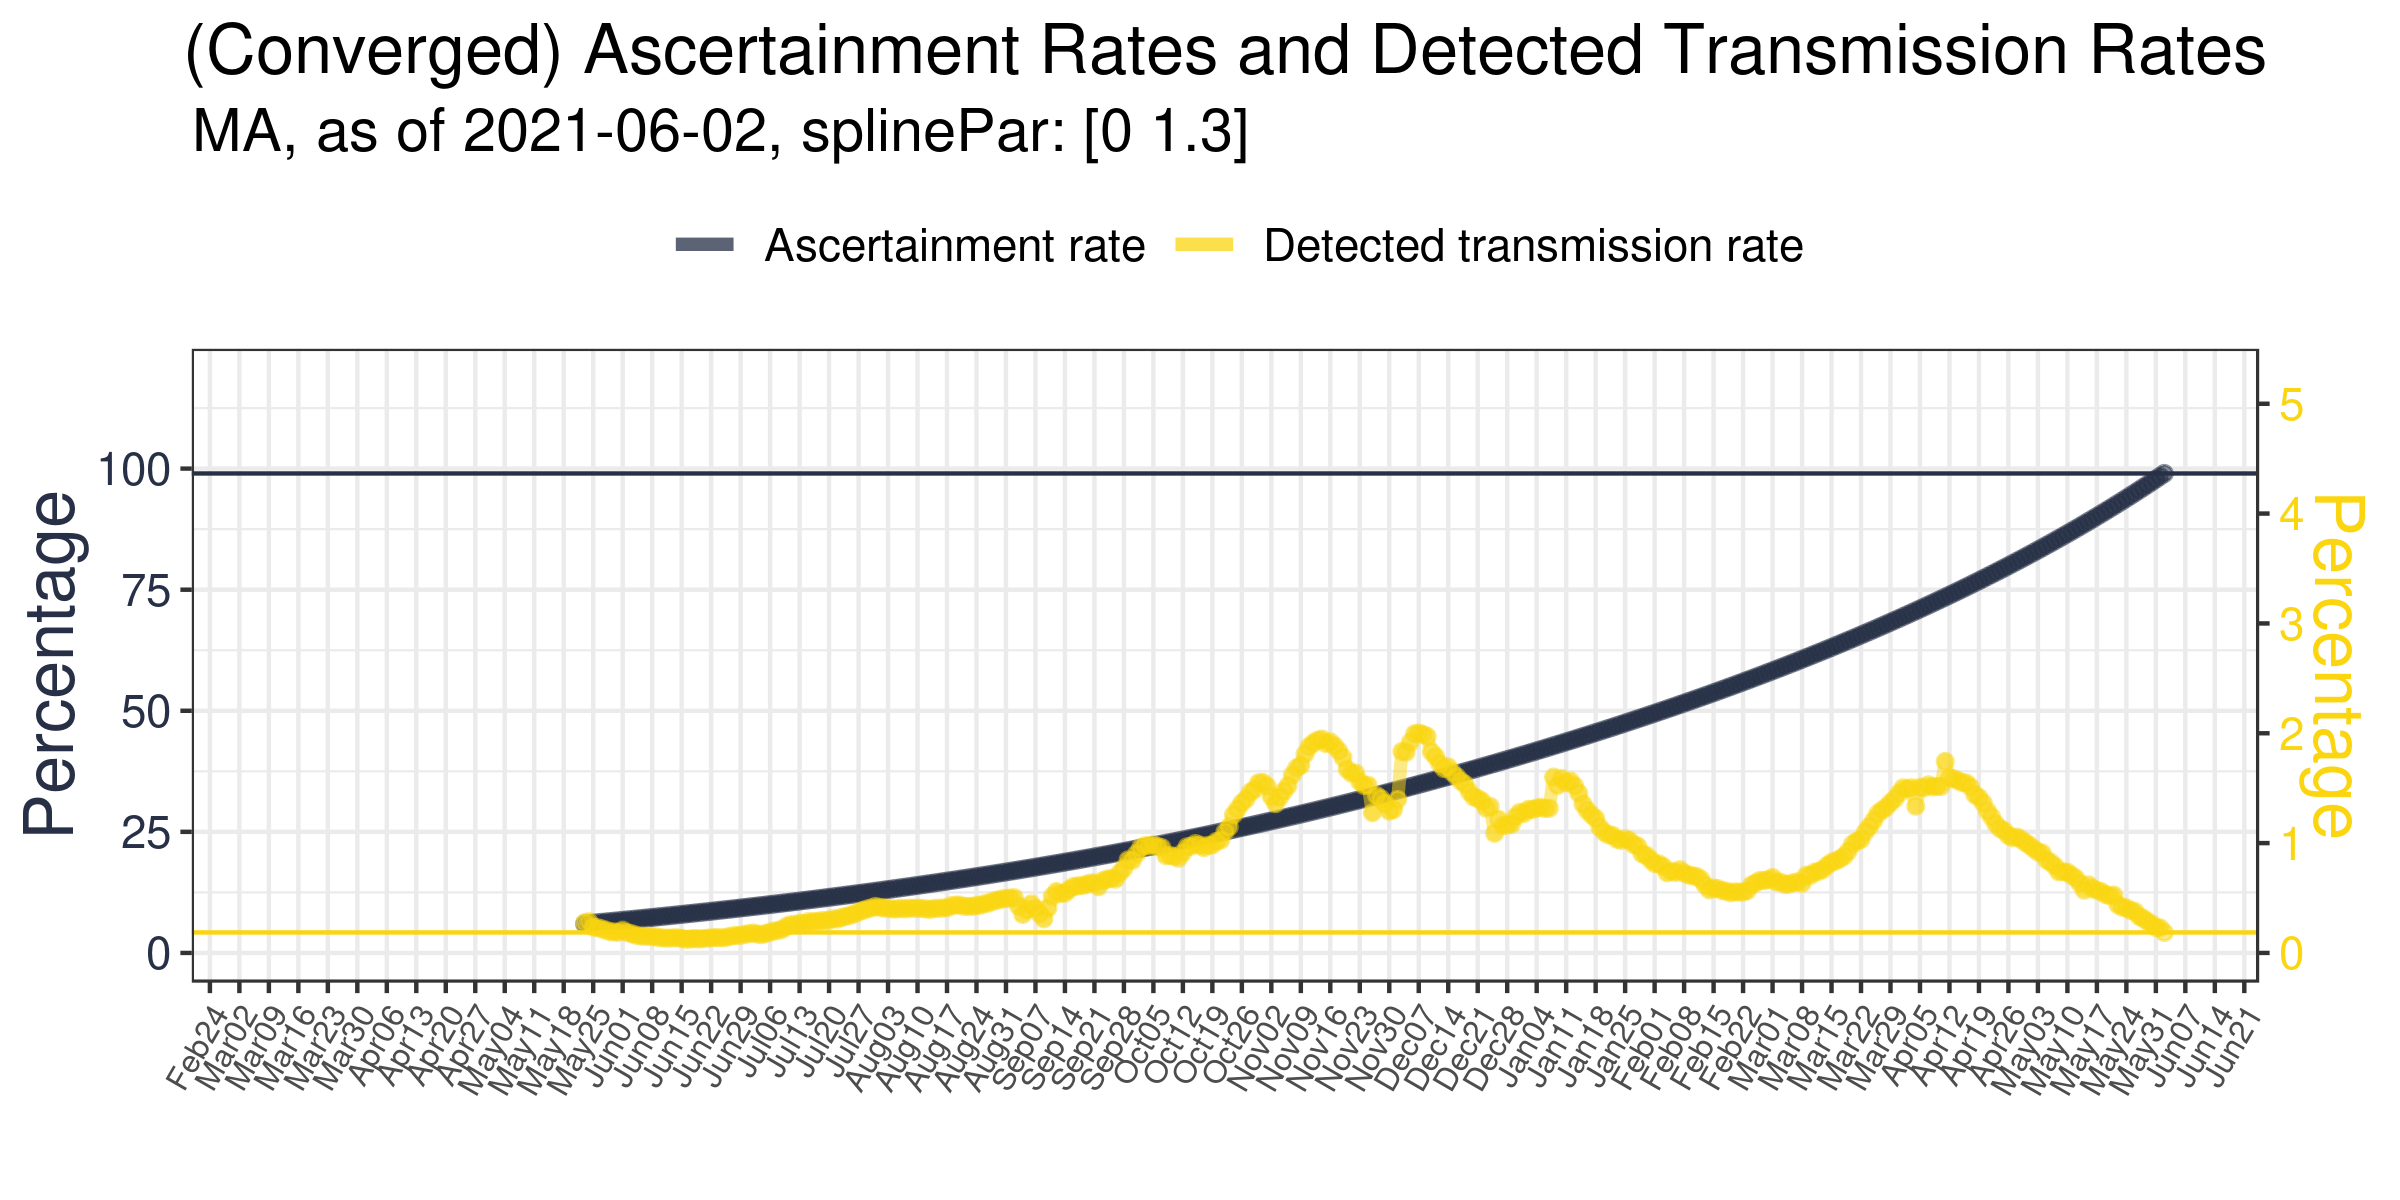 (Converged) Ascertainment Rates and Detected Transmission Rates
MA, as of 2021-06-02, splinePar: [0 1.3]
Ascertainment rate
Detected transmission rate
Percentage
100
75
50
25
0
5
4
3
2
1
0
Percentage
Feb24
Mar02
Mar09
Mar16
Mar23
Mar30
Apr06
Apr13
Apr20
Apr27
May04
May11
May18
May25
Jun01
Jun08
Jun15
Jun22
Jun29
Jul06
Jul13
Jul20
Jul27
Aug03
Aug10
Aug17
Aug24
Aug31
Sep07
Sep14
Sep21
Sep28
Oct05
Oct12
Oct19
Oct26
Nov02
Nov09
Nov16
Nov23
Nov30
Dec07
Dec14
Dec21
Dec28
Jan04
Jan11
Jan18
Jan25
Feb01
Feb08
Feb15
Feb22
Mar01
Mar08
Mar15
Mar22
Mar29
Apr05
Apr12
Apr19
Apr26
May03
May10
May17
May24
May31
Jun07
Jun14
Jun21